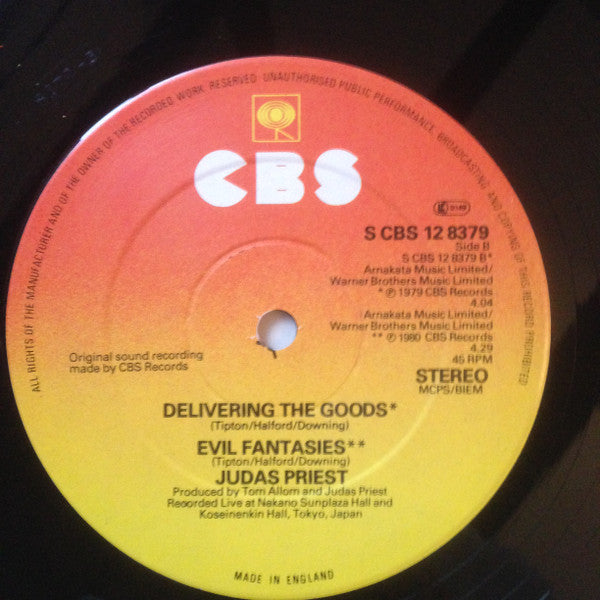 ALL RIGHTS OF THE MANUFACTURER AND OF THE OWNER OF THE RECORDED WORK RESERVED UNAUTHORISED PUBLIC PERFORMANCE, BROADCASTING AND COPYING OF THIS RECORD PROHIBITED
CBS
S CBS 12 8379
Side B
S CBS 12 8379 B*
Arnakata Music Limited/
Warner Brothers Music Limited
* ℗ 1979 CBS Records
4.04
Arnakata Music Limited/
Warner Brothers Music Limited
** ℗ 1980 CBS Records
4.29
45 RPM
STEREO
MCPS/BIEM
Original sound recording
made by CBS Records
DELIVERING THE GOODS*
(Tipton/Halford/Downing)
EVIL FANTASIES**
(Tipton/Halford/Downing)
JUDAS PRIEST
Produced by Tom Allom and Judas Priest
Recorded Live at Nakano Sunplaza Hall and
Koseinenkin Hall, Tokyo, Japan
MADE IN ENGLAND